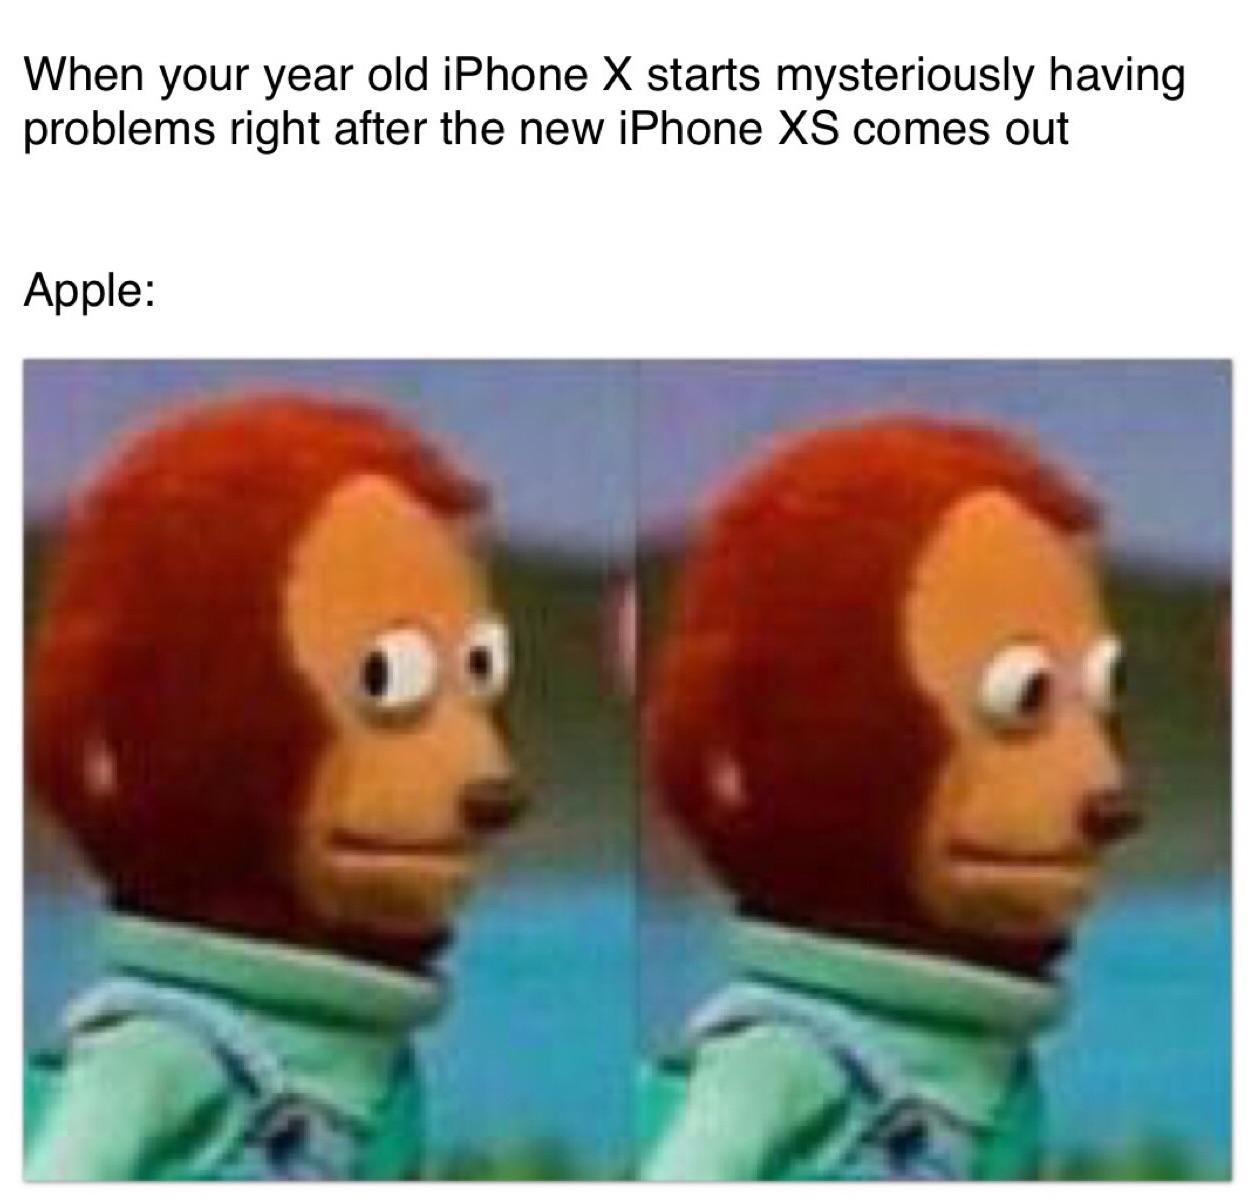 When your year old iPhone X starts mysteriously having
problems right after the new iPhone XS comes out
Apple: